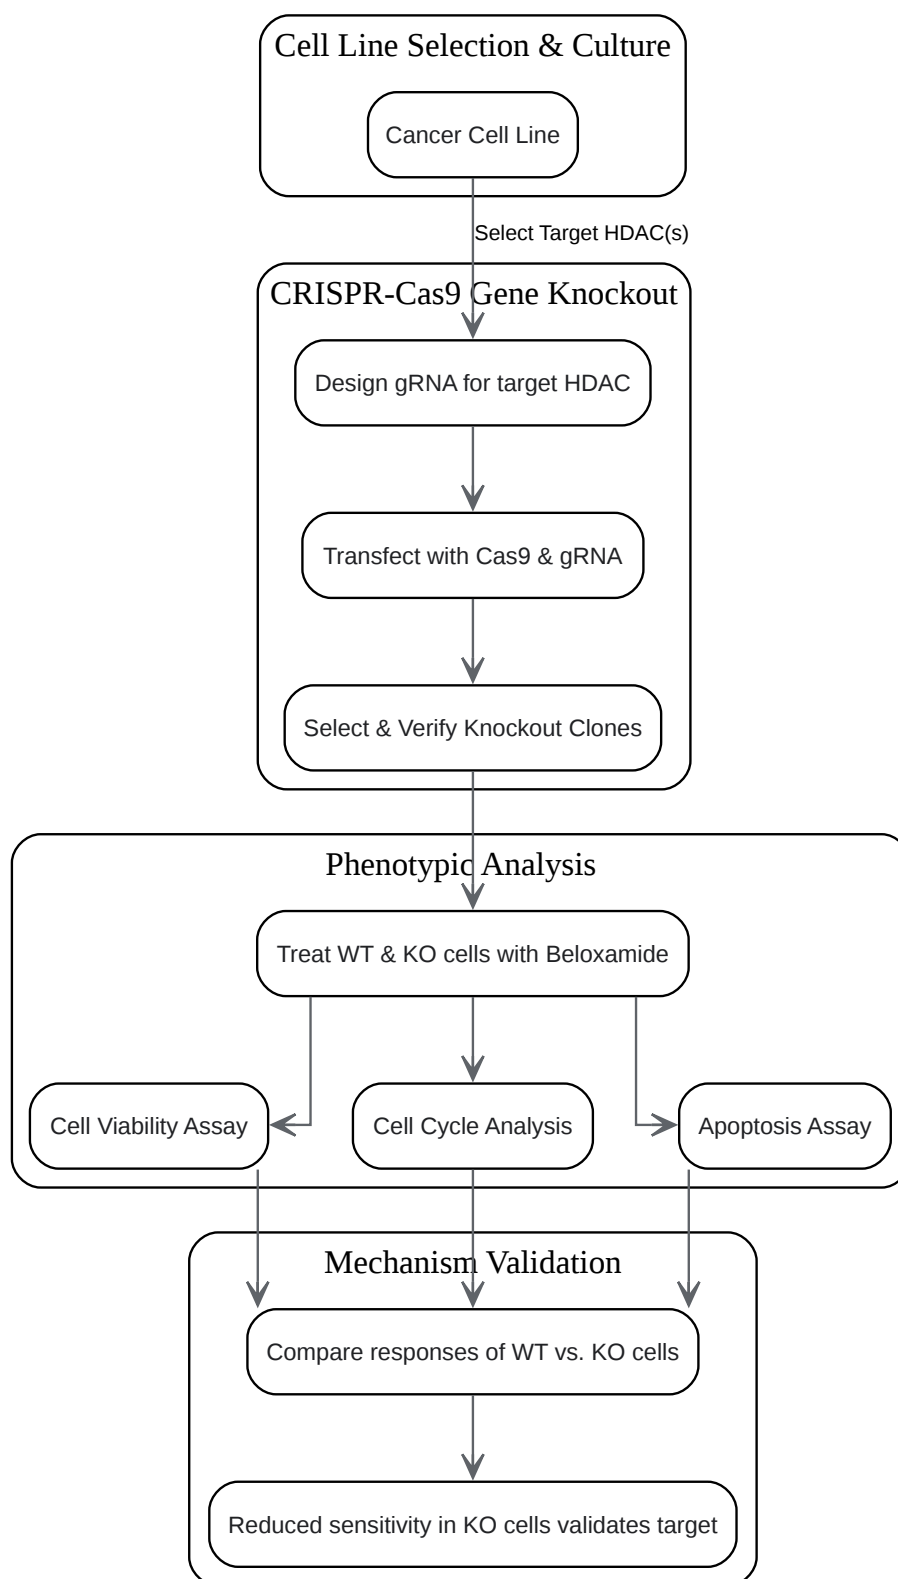 Cell Line Selection & Culture
Cancer Cell Line
Select Target HDAC(s)
CRISPR-Cas9 Gene Knockout
Design gRNA for target HDAC
Transfect with Cas9 & gRNA
Select & Verify Knockout Clones
Phenotypic Analysis
Treat WT & KO cells with Beloxamide
Cell Viability Assay
Cell Cycle Analysis
Apoptosis Assay
Mechanism Validation
Compare responses of WT vs. KO cells
Reduced sensitivity in KO cells validates target